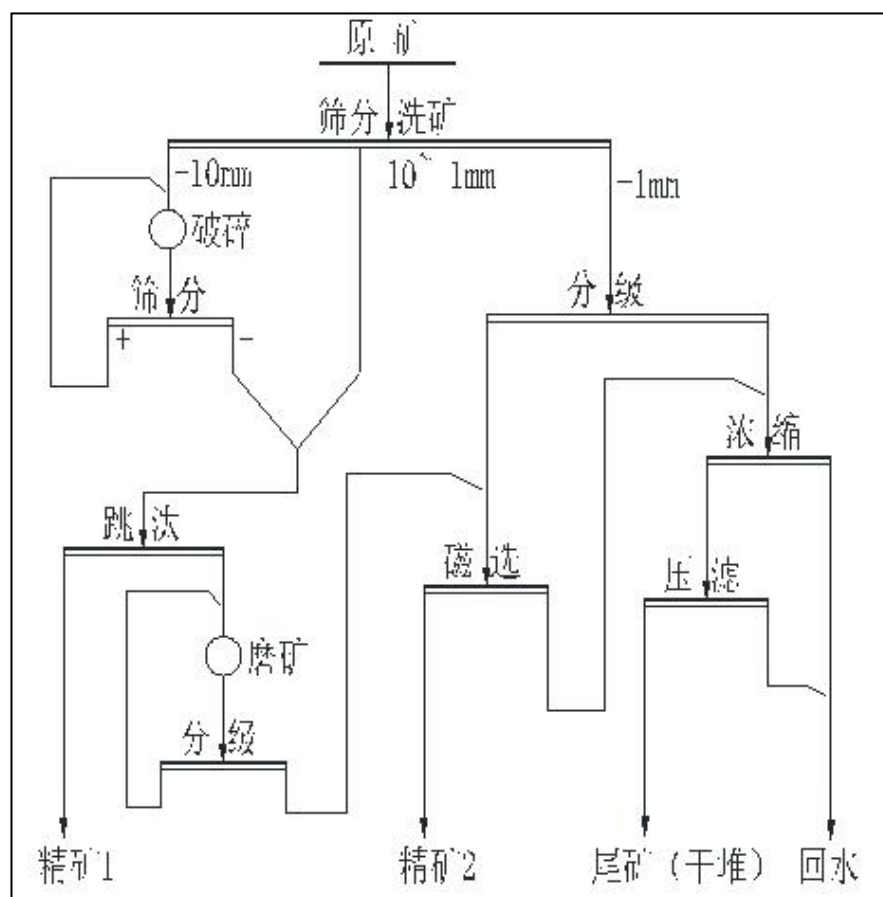 原 矿
筛分 洗矿
-10mm
10~ 1mm
-1mm
破碎
筛 分
分 级
+
-
浓 缩
跳 汰
磁 选
压 滤
磨矿
分 级
精矿1
精矿2
尾矿(干堆)
回水